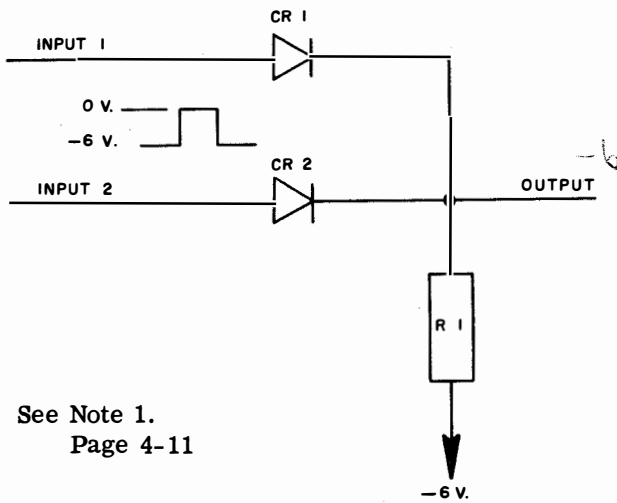 CR 1
INPUT 1
0 V.
-6 V.
CR 2
INPUT 2
OUTPUT
R 1
See Note 1.
Page 4-11
-6 V.